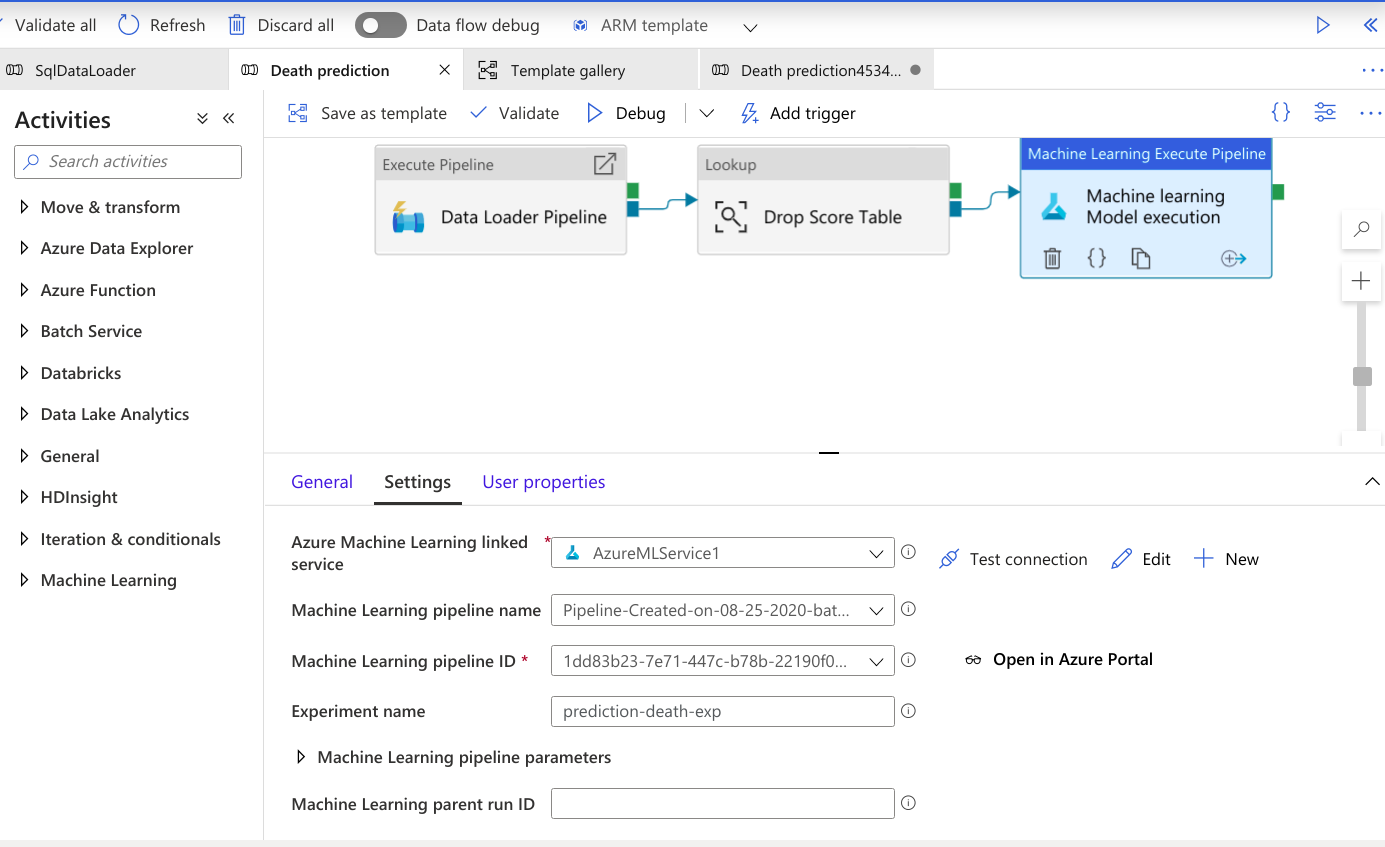 Validate all
Refresh
Discard all
Data flow debug
ARM template
SqlDataLoader
Death prediction
Template gallery
Death prediction4534...
Activities
Search activities
Move & transform
Azure Data Explorer
Azure Function
Batch Service
Databricks
Data Lake Analytics
General
HDInsight
Iteration & conditionals
Machine Learning
Save as template
Validate
Debug
Add trigger
{}
Execute Pipeline
Data Loader Pipeline
Lookup
Drop Score Table
Machine Learning Execute Pipeline
Machine learning
Model execution
{}
General
Settings
User properties
Azure Machine Learning linked
service *
AzureMLService1
Test connection
Edit
New
Machine Learning pipeline name
Pipeline-Created-on-08-25-2020-bat...
Machine Learning pipeline ID *
1dd83b23-7e71-447c-b78b-22190f0...
Open in Azure Portal
Experiment name
prediction-death-exp
Machine Learning pipeline parameters
Machine Learning parent run ID